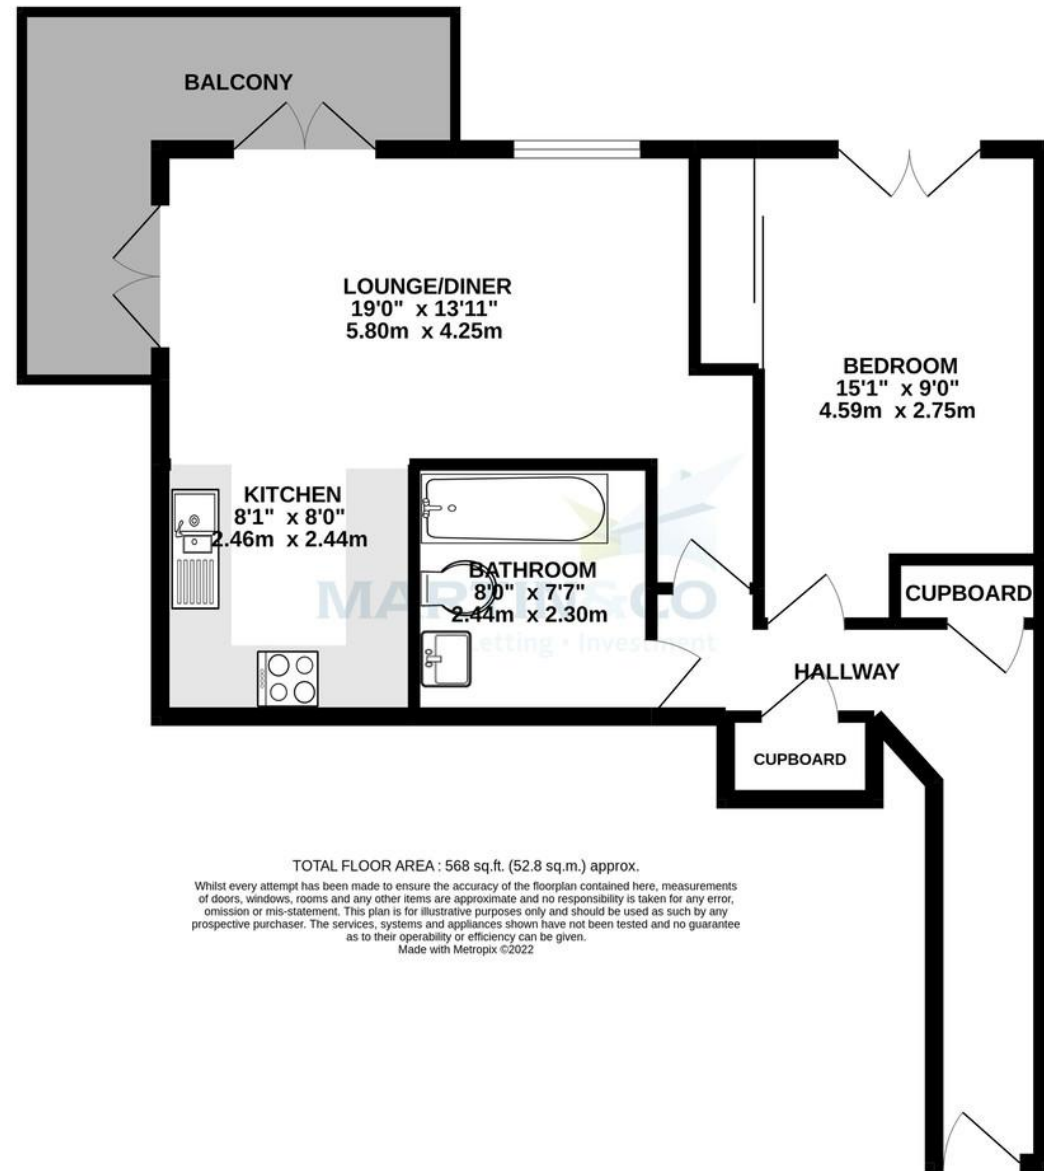 BALCONY
LOUNGE/DINER
19'0" x 13'11"
5.80m x 4.25m
BEDROOM
15'1" x 9'0"
4.59m x 2.75m
KITCHEN
8'1" x 8'0"
2.46m x 2.44m
BATHROOM
8'0" x 7'7"
2.44m x 2.30m
CUPBOARD
MARTIN&CO
Letting • Investment
HALLWAY
CUPBOARD
TOTAL FLOOR AREA : 568 sq.ft. (52.8 sq.m.) approx.
Whilst every attempt has been made to ensure the accuracy of the floorplan contained here, measurements
of doors, windows, rooms and any other items are approximate and no responsibility is taken for any error,
omission or mis-statement. This plan is for illustrative purposes only and should be used as such by any
prospective purchaser. The services, systems and appliances shown have not been tested and no guarantee
as to their operability or efficiency can be given.
Made with Metropix ©2022